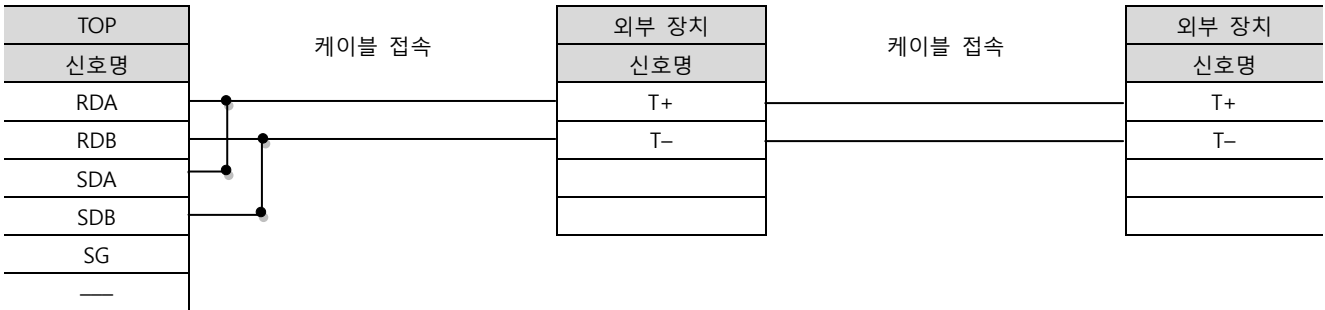 TOP 케이블 접속 외부 장치 케이블 접속 외부 장치
신호명 신호명 신호명
RDA T+ T+
RDB T– T–
SDA
SDB
SG